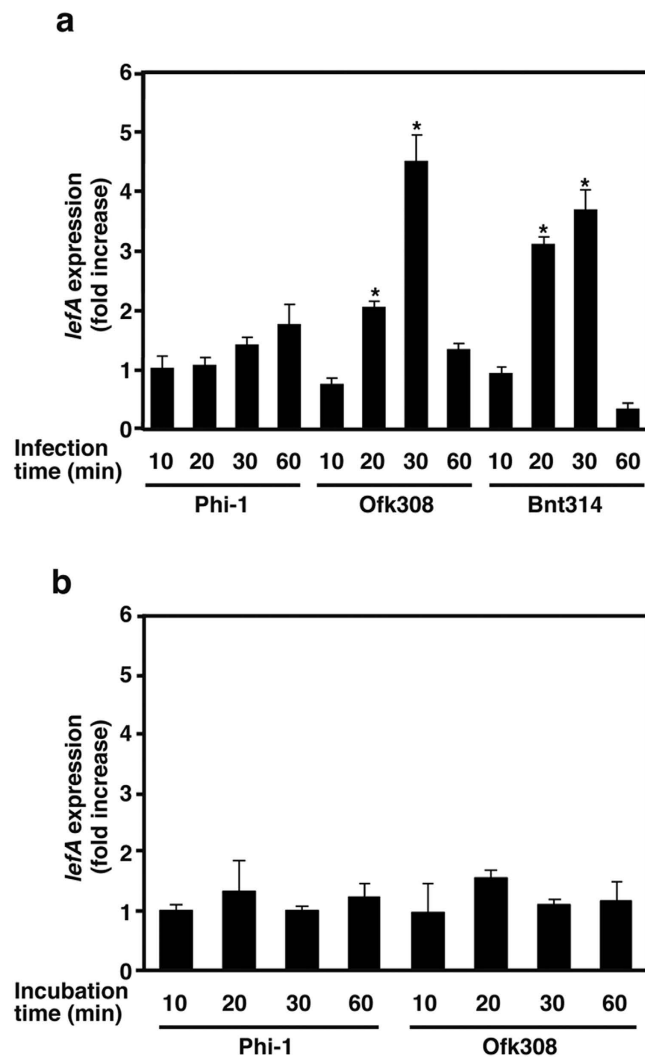 a
lefA expression
(fold increase)
6
5
4
3
2
1
0
*
*
*
*
Infection
time (min)
10 20 30 60 10 20 30 60 10 20 30 60
Phi-1 Ofk308 Bnt314
b
lefA expression
(fold increase)
6
5
4
3
2
1
0
Incubation
time (min)
10 20 30 60 10 20 30 60
Phi-1 Ofk308